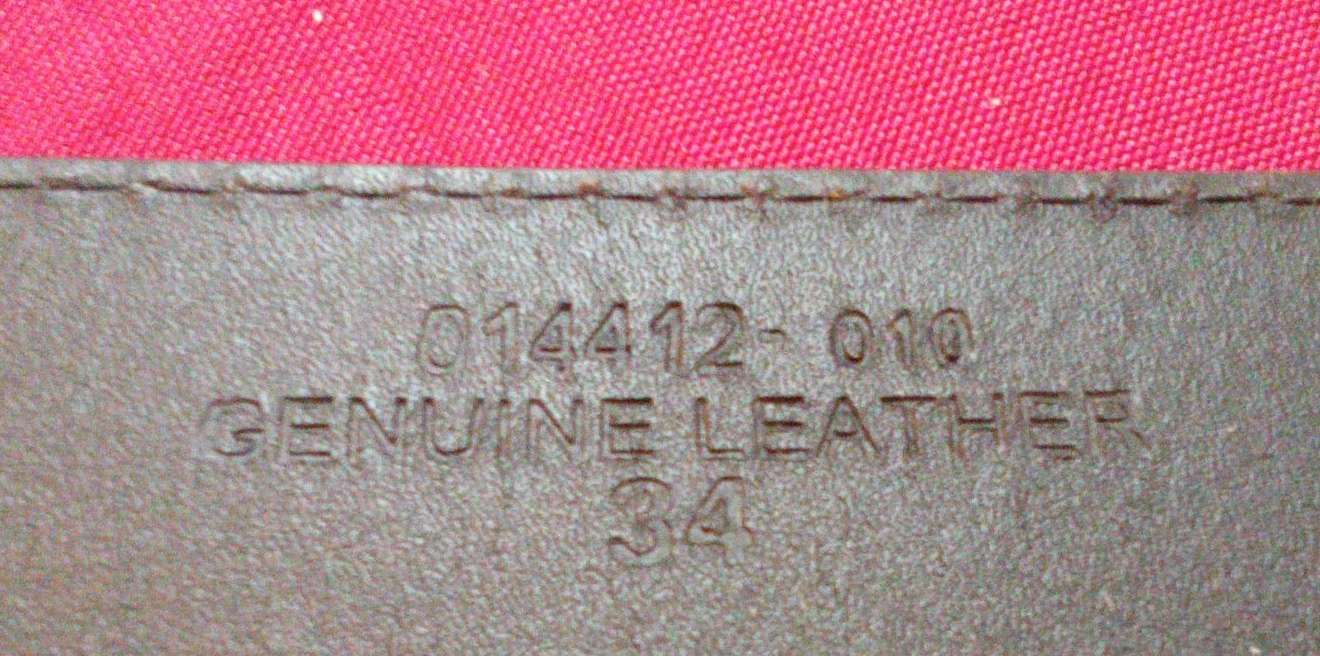 014412- 010
GENUINE LEATHER
34